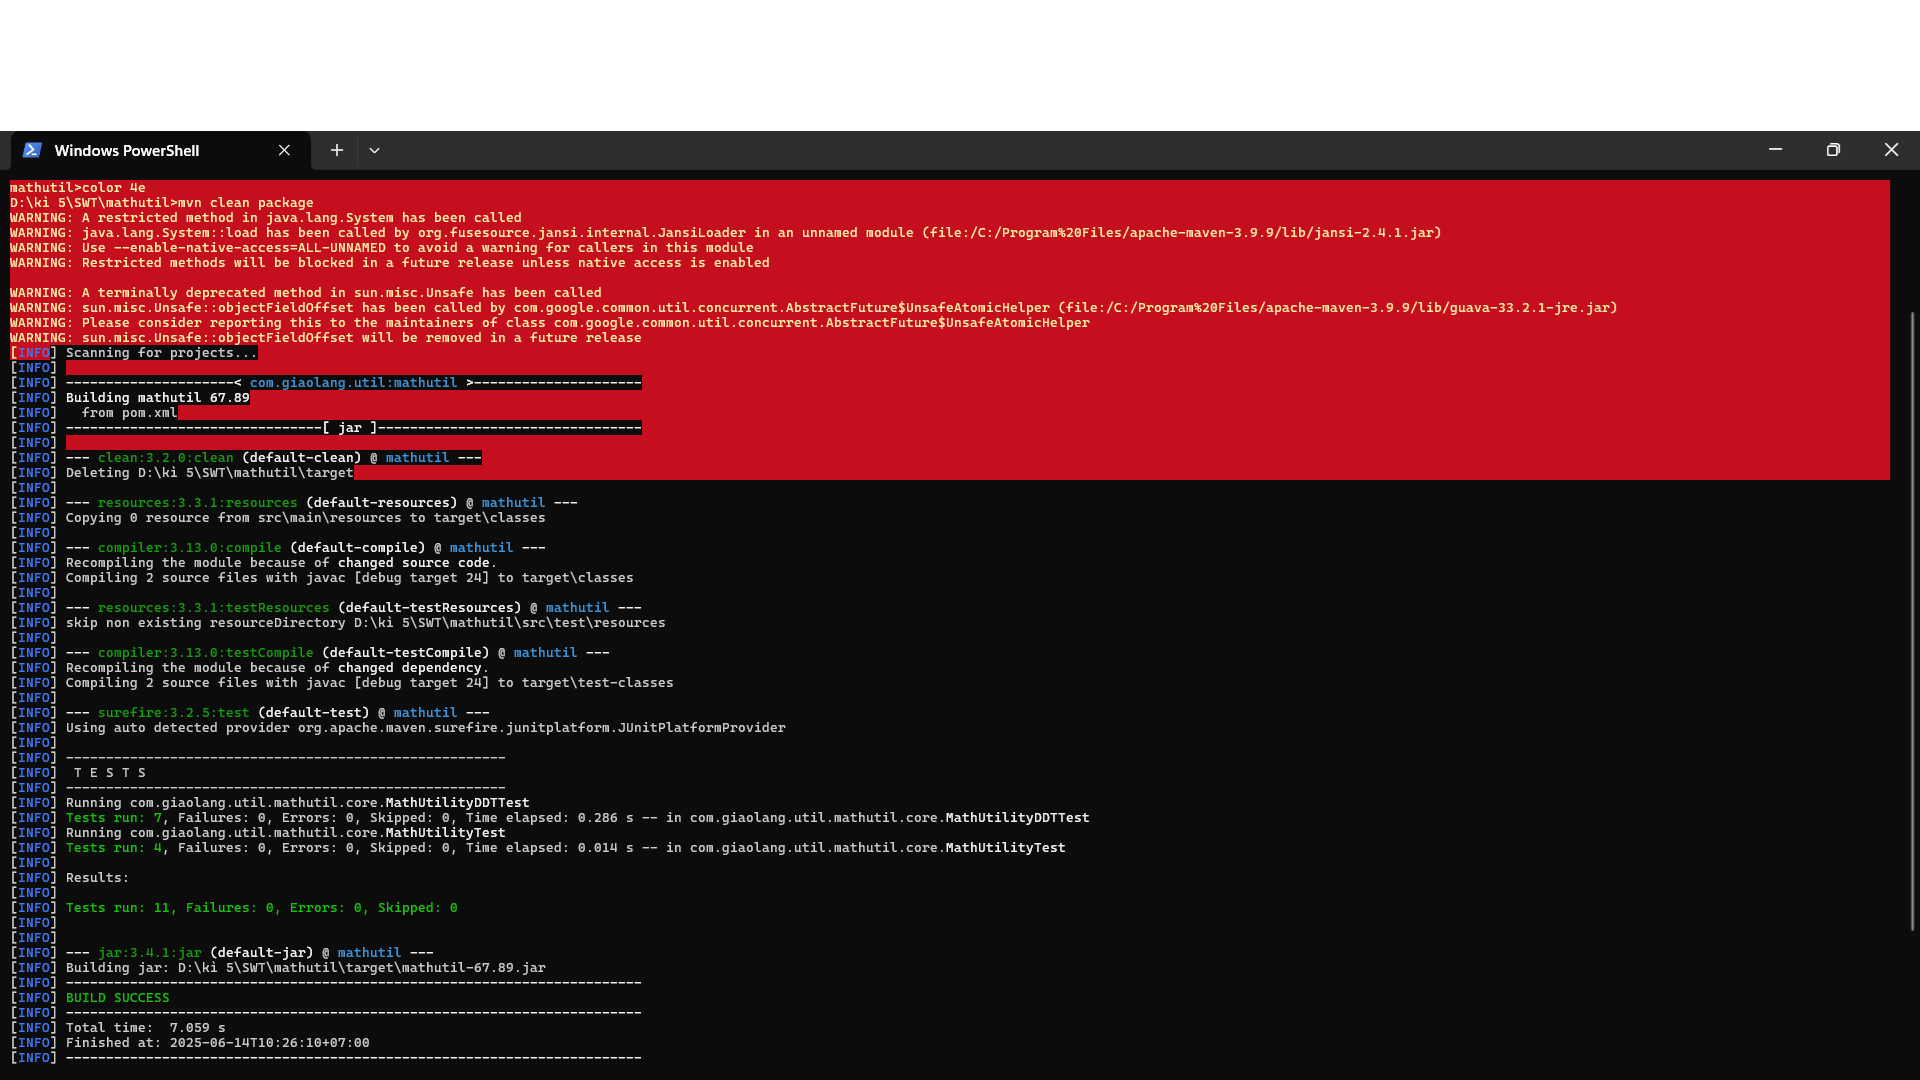 Windows PowerShell
mathutil>color 4e
D:\kì 5\SWT\mathutil>mvn clean package
WARNING: A restricted method in java.lang.System has been called
WARNING: java.lang.System::load has been called by org.fusesource.jansi.internal.JansiLoader in an unnamed module (file:/C:/Program%20Files/apache-maven-3.9.9/lib/jansi-2.4.1.jar)
WARNING: Use --enable-native-access=ALL-UNNAMED to avoid a warning for callers in this module
WARNING: Restricted methods will be blocked in a future release unless native access is enabled
WARNING: A terminally deprecated method in sun.misc.Unsafe has been called
WARNING: sun.misc.Unsafe::objectFieldOffset has been called by com.google.common.util.concurrent.AbstractFuture$UnsafeAtomicHelper (file:/C:/Program%20Files/apache-maven-3.9.9/lib/guava-33.2.1-jre.jar)
WARNING: Please consider reporting this to the maintainers of class com.google.common.util.concurrent.AbstractFuture$UnsafeAtomicHelper
WARNING: sun.misc.Unsafe::objectFieldOffset will be removed in a future release
[INFO] Scanning for projects...
[INFO]
[INFO] ---------------------< com.giaolang.util:mathutil >---------------------
[INFO] Building mathutil 67.89
[INFO]   from pom.xml
[INFO] --------------------------------[ jar ]---------------------------------
[INFO]
[INFO] --- clean:3.2.0:clean (default-clean) @ mathutil ---
[INFO] Deleting D:\kì 5\SWT\mathutil\target
[INFO]
[INFO] --- resources:3.3.1:resources (default-resources) @ mathutil ---
[INFO] Copying 0 resource from src\main\resources to target\classes
[INFO]
[INFO] --- compiler:3.13.0:compile (default-compile) @ mathutil ---
[INFO] Recompiling the module because of changed source code.
[INFO] Compiling 2 source files with javac [debug target 24] to target\classes
[INFO]
[INFO] --- resources:3.3.1:testResources (default-testResources) @ mathutil ---
[INFO] skip non existing resourceDirectory D:\kì 5\SWT\mathutil\src\test\resources
[INFO]
[INFO] --- compiler:3.13.0:testCompile (default-testCompile) @ mathutil ---
[INFO] Recompiling the module because of changed dependency.
[INFO] Compiling 2 source files with javac [debug target 24] to target\test-classes
[INFO]
[INFO] --- surefire:3.2.5:test (default-test) @ mathutil ---
[INFO] Using auto detected provider org.apache.maven.surefire.junitplatform.JUnitPlatformProvider
[INFO]
[INFO] -------------------------------------------------------
[INFO]  T E S T S
[INFO] -------------------------------------------------------
[INFO] Running com.giaolang.util.mathutil.core.MathUtilityDDTTest
[INFO] Tests run: 7, Failures: 0, Errors: 0, Skipped: 0, Time elapsed: 0.286 s -- in com.giaolang.util.mathutil.core.MathUtilityDDTTest
[INFO] Running com.giaolang.util.mathutil.core.MathUtilityTest
[INFO] Tests run: 4, Failures: 0, Errors: 0, Skipped: 0, Time elapsed: 0.014 s -- in com.giaolang.util.mathutil.core.MathUtilityTest
[INFO]
[INFO] Results:
[INFO]
[INFO] Tests run: 11, Failures: 0, Errors: 0, Skipped: 0
[INFO]
[INFO]
[INFO] --- jar:3.4.1:jar (default-jar) @ mathutil ---
[INFO] Building jar: D:\kì 5\SWT\mathutil\target\mathutil-67.89.jar
[INFO] ------------------------------------------------------------------------
[INFO] BUILD SUCCESS
[INFO] ------------------------------------------------------------------------
[INFO] Total time:  7.059 s
[INFO] Finished at: 2025-06-14T10:26:10+07:00
[INFO] ------------------------------------------------------------------------